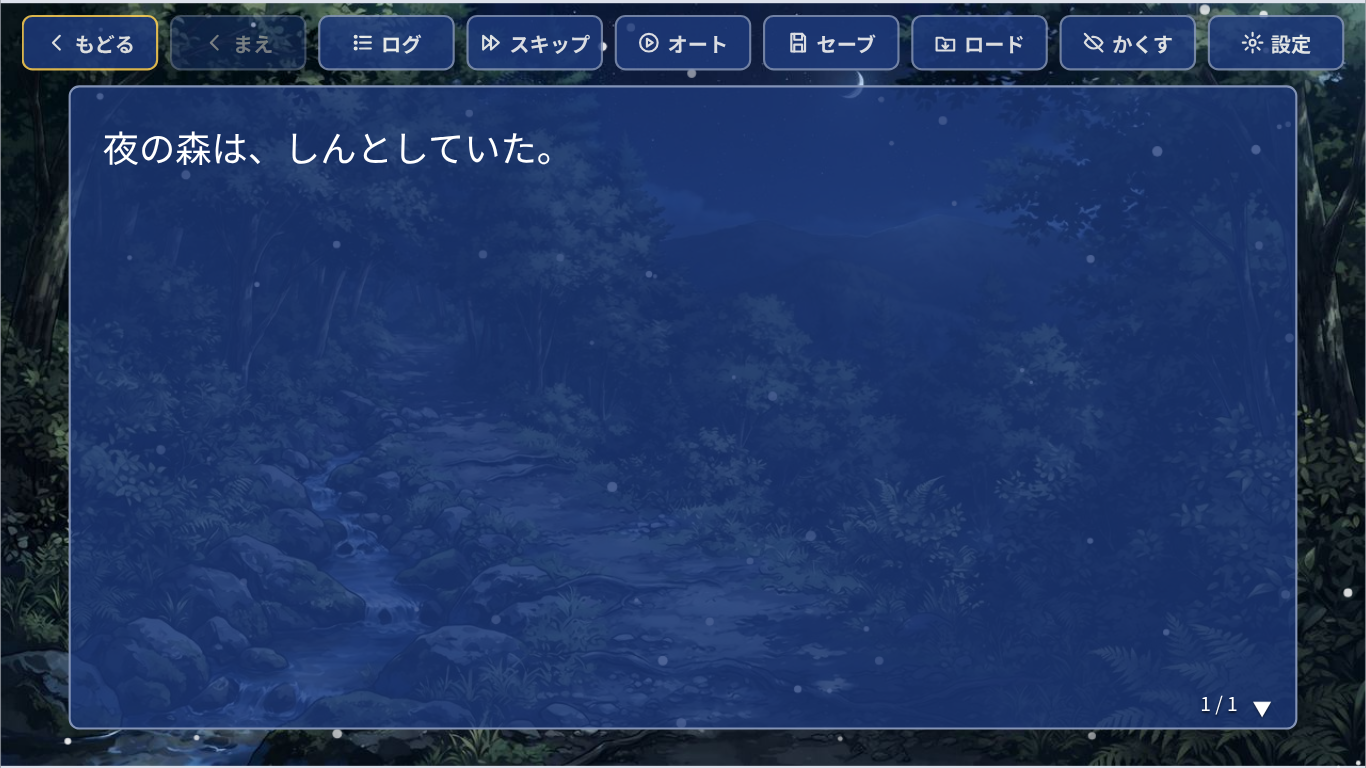 もどる
まえ
ログ
スキップ
オート
セーブ
ロード
かくす
設定
夜の森は、しんとしていた。
1/1